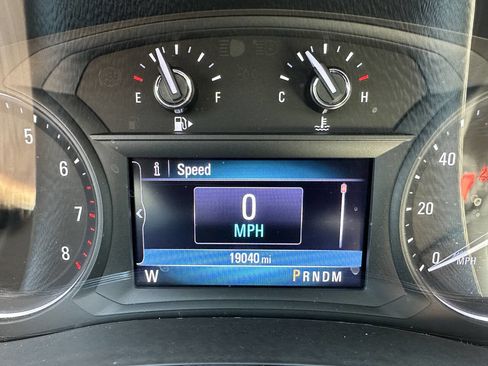 E F
C H
8 7 6 5
40 20 0 MPH
i Speed
0
MPH
19040 mi
W PRNDM